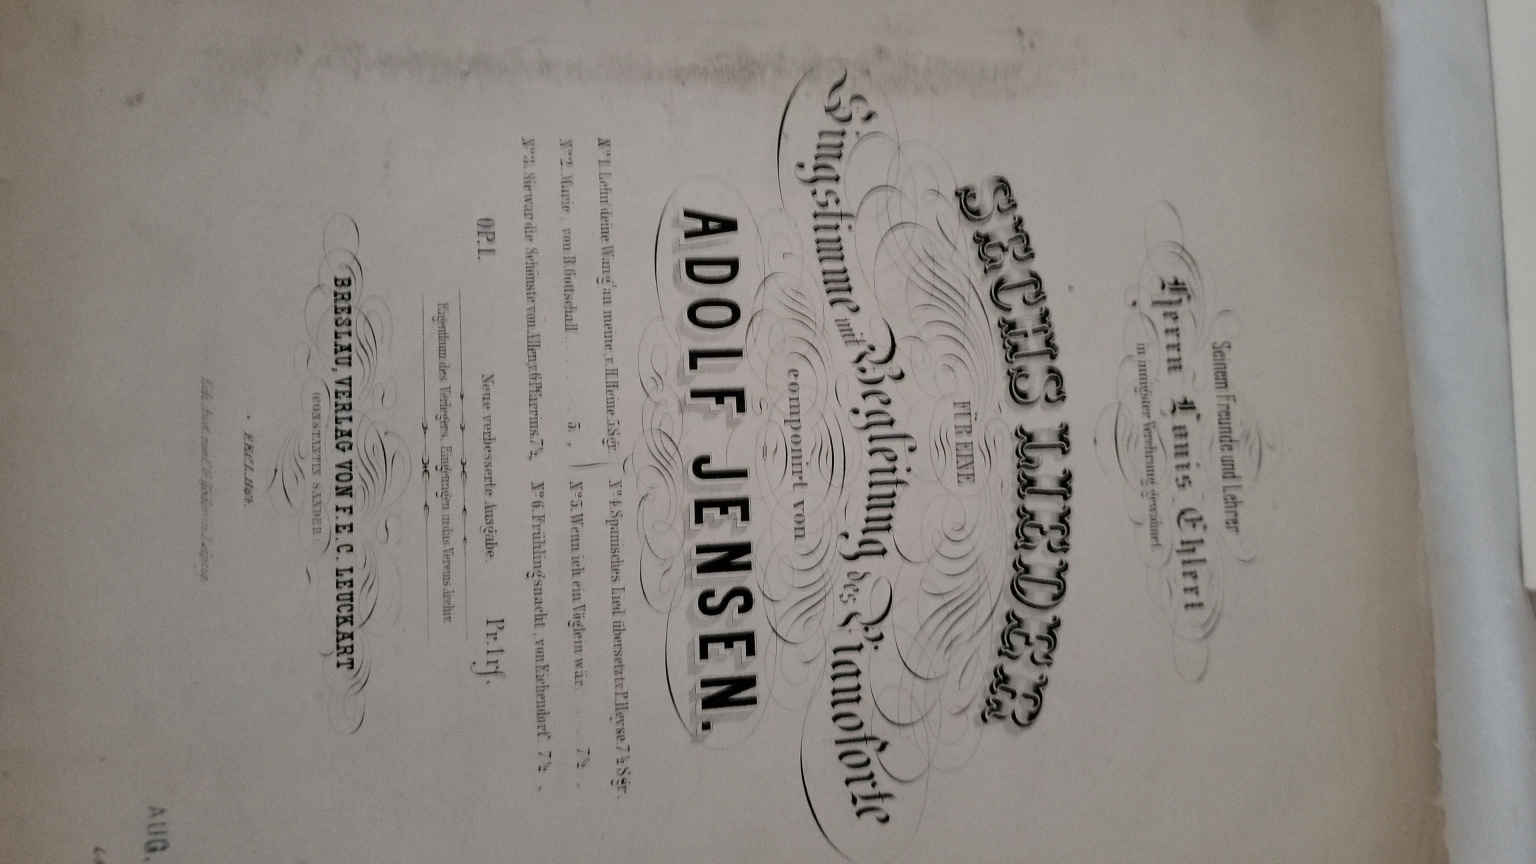 Seinem Freunde und Lehrer
Herrn Louis Ehlert
in innigster Verehrung gewidmet.
SECHS LIEDER
FÜR EINE
Singstimme mit Begleitung des Pianoforte
componirt von
ADOLF JENSEN.
No. 1. Lehn' deine Wang' an meine, v. H. Heine. 5 Sgr.
No. 2. Marie, von R. Gottschall . . . 5 „
No. 3. Sie war die Schönste von Allen, v. G. Pfarrius. 7½ „
No. 4. Spanisches Lied, übersetzt v. P. Heyse. 7½ Sgr.
No. 5. Wenn ich ein Vöglein wär. . . 7½ „
No. 6. Frühlingsnacht, von Eichendorf. 7½ „
OP. 1. Neue verbesserte Ausgabe. Pr. 1 rf.
Eigenthum des Verlegers. Eingetragen in das Vereins Archiv.
BRESLAU, VERLAG VON F. E. C. LEUCKART
(CONSTANTIN SANDER)
AUG.